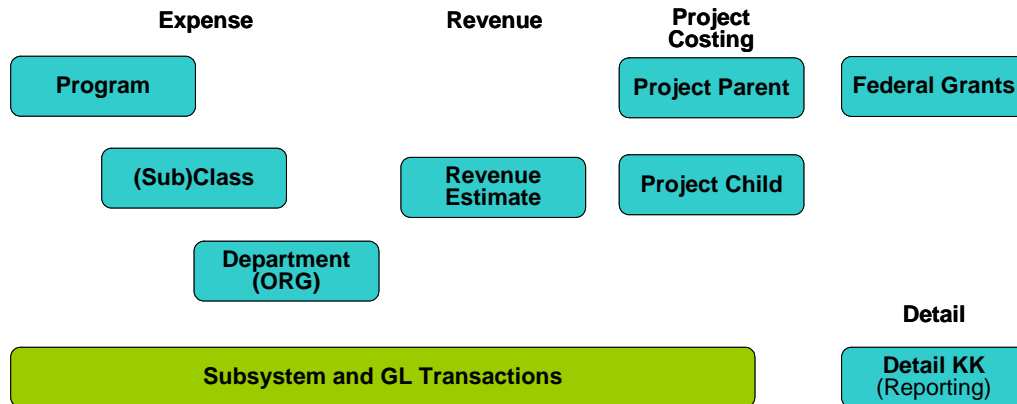 Expense
Revenue
Project
Costing
Program
Project Parent
Federal Grants
(Sub)Class
Revenue
Estimate
Project Child
Department
(ORG)
Detail
Subsystem and GL Transactions
Detail KK
(Reporting)